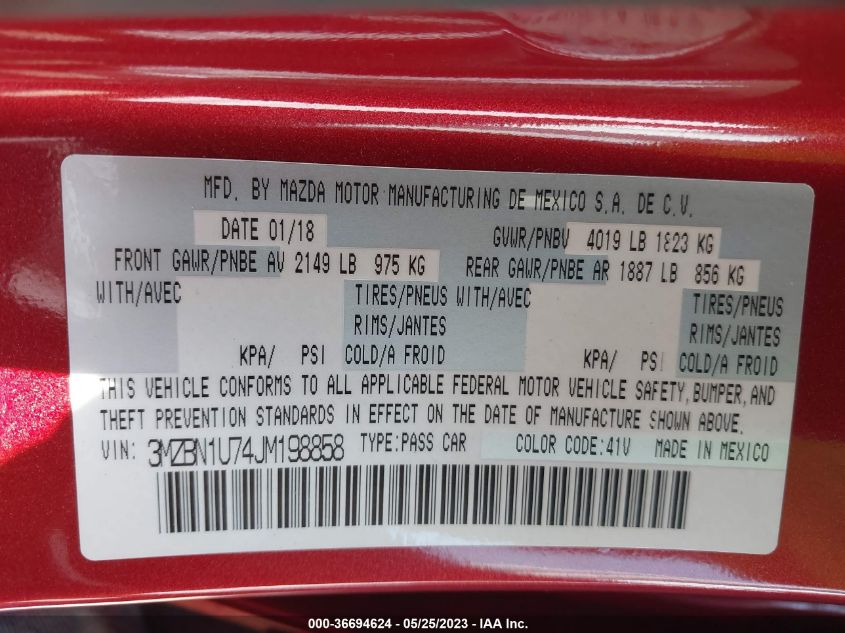 MFD. BY MAZDA MOTOR MANUFACTURING DE MEXICO S.A. DE C.V.
DATE 01/18 GVWR/PNBV 4019 LB 1823 KG
FRONT GAWR/PNBE AV 2149 LB 975 KG REAR GAWR/PNBE AR 1887 LB 856 KG
WITH/AVEC TIRES/PNEUS WITH/AVEC TIRES/PNEUS
RIMS/JANTES RIMS/JANTES
KPA/ PSI COLD/A FROID KPA/ PSI COLD/A FROID
THIS VEHICLE CONFORMS TO ALL APPLICABLE FEDERAL MOTOR VEHICLE SAFETY, BUMPER, AND
THEFT PREVENTION STANDARDS IN EFFECT ON THE DATE OF MANUFACTURE SHOWN ABOVE.
VIN: 3MZBN1U74JM198858 TYPE:PASS CAR COLOR CODE:41V MADE IN MEXICO
000-36694624 - 05/25/2023 - IAA Inc.